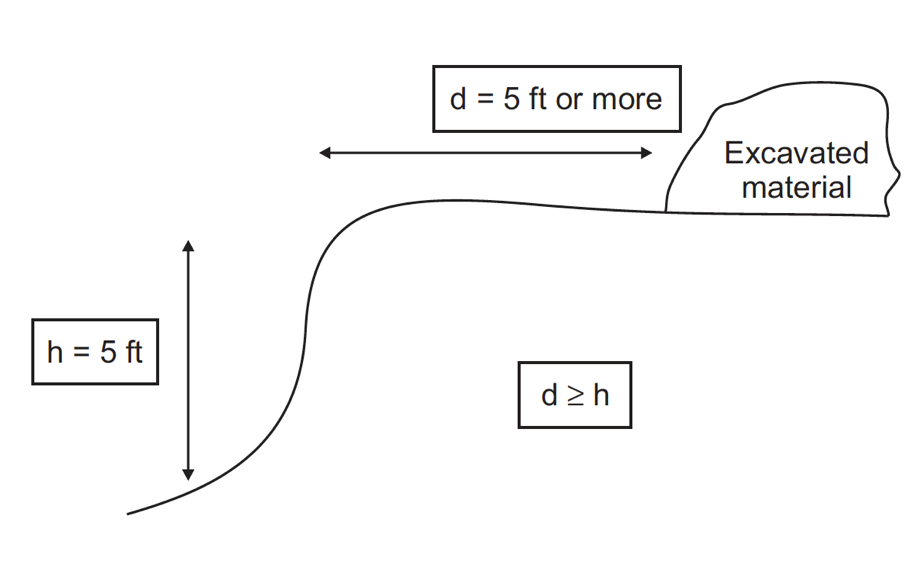 d = 5 ft or more
Excavated
material
h = 5 ft
d ≥ h